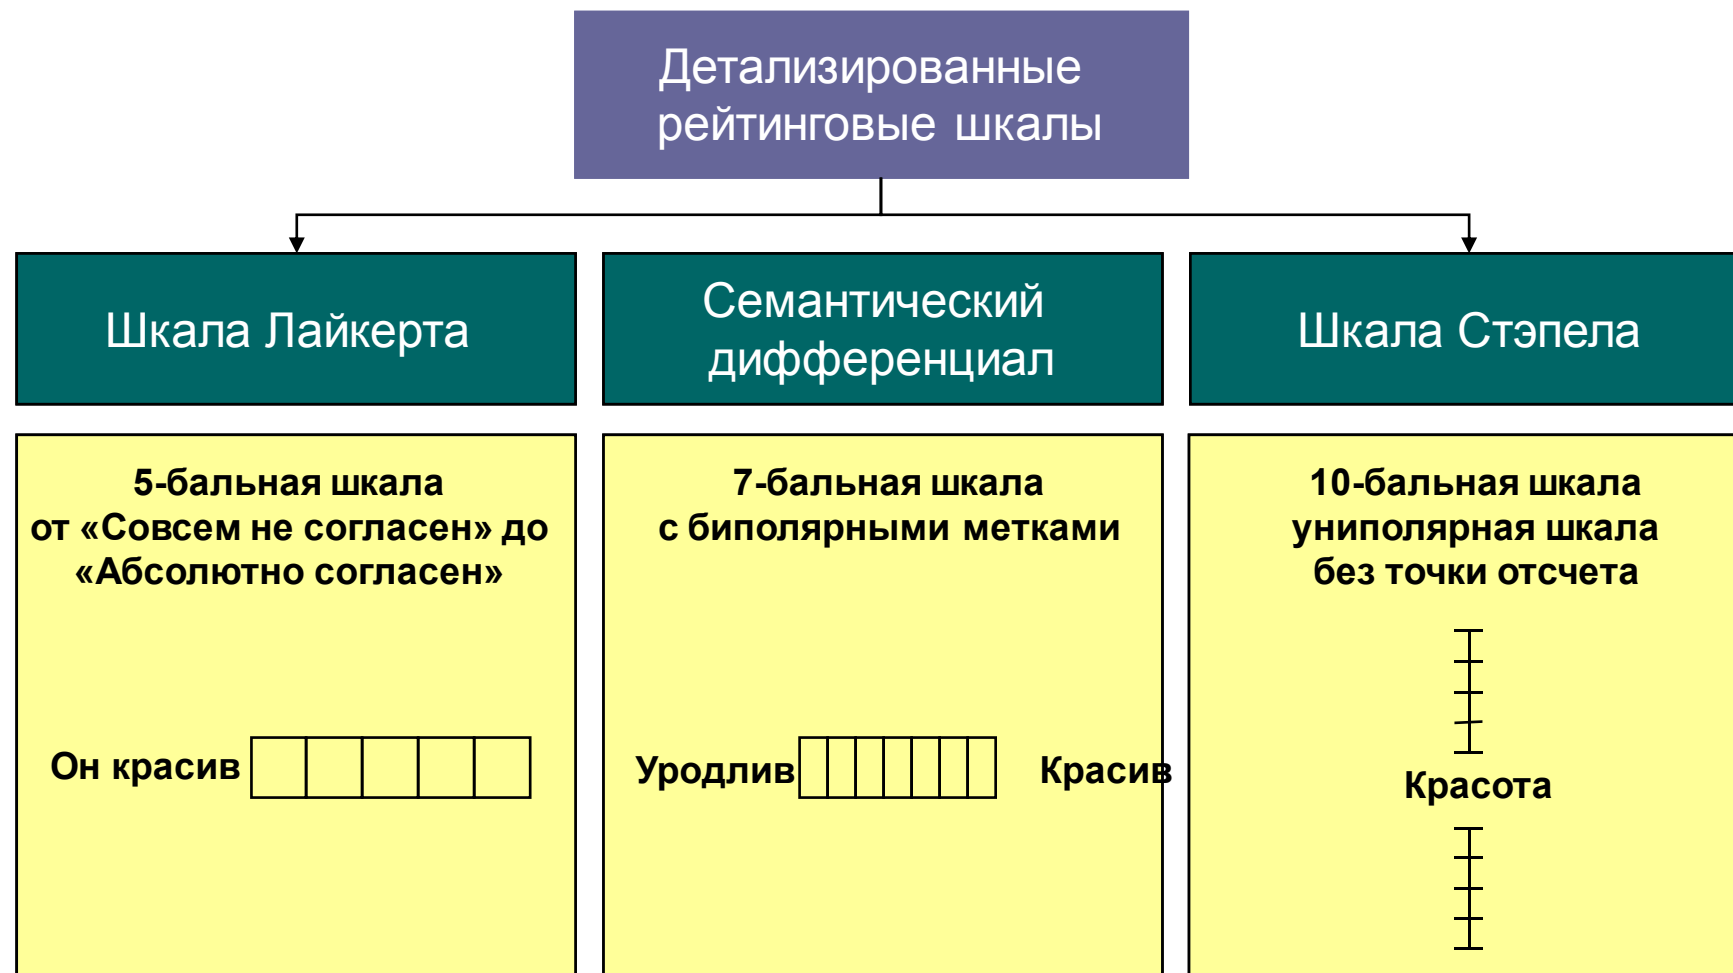 Детализированные
рейтинговые шкалы
Шкала Лайкерта
Семантический
дифференциал
Шкала Стэпела
5-бальная шкала
от «Совсем не согласен» до
«Абсолютно согласен»
Он красив
7-бальная шкала
с биполярными метками
Уродлив
Красив
10-бальная шкала
униполярная шкала
без точки отсчета
Красота